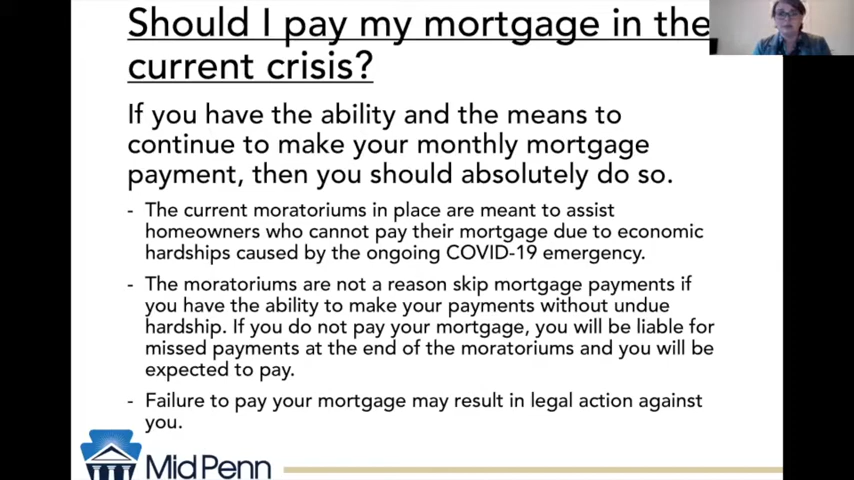 Should I pay my mortgage in the
current crisis?
If you have the ability and the means to
continue to make your monthly mortgage
payment, then you should absolutely do so.
- The current moratoriums in place are meant to assist
homeowners who cannot pay their mortgage due to economic
hardships caused by the ongoing COVID-19 emergency.
- The moratoriums are not a reason skip mortgage payments if
you have the ability to make your payments without undue
hardship. If you do not pay your mortgage, you will be liable for
missed payments at the end of the moratoriums and you will be
expected to pay.
- Failure to pay your mortgage may result in legal action against
you.
MidPenn